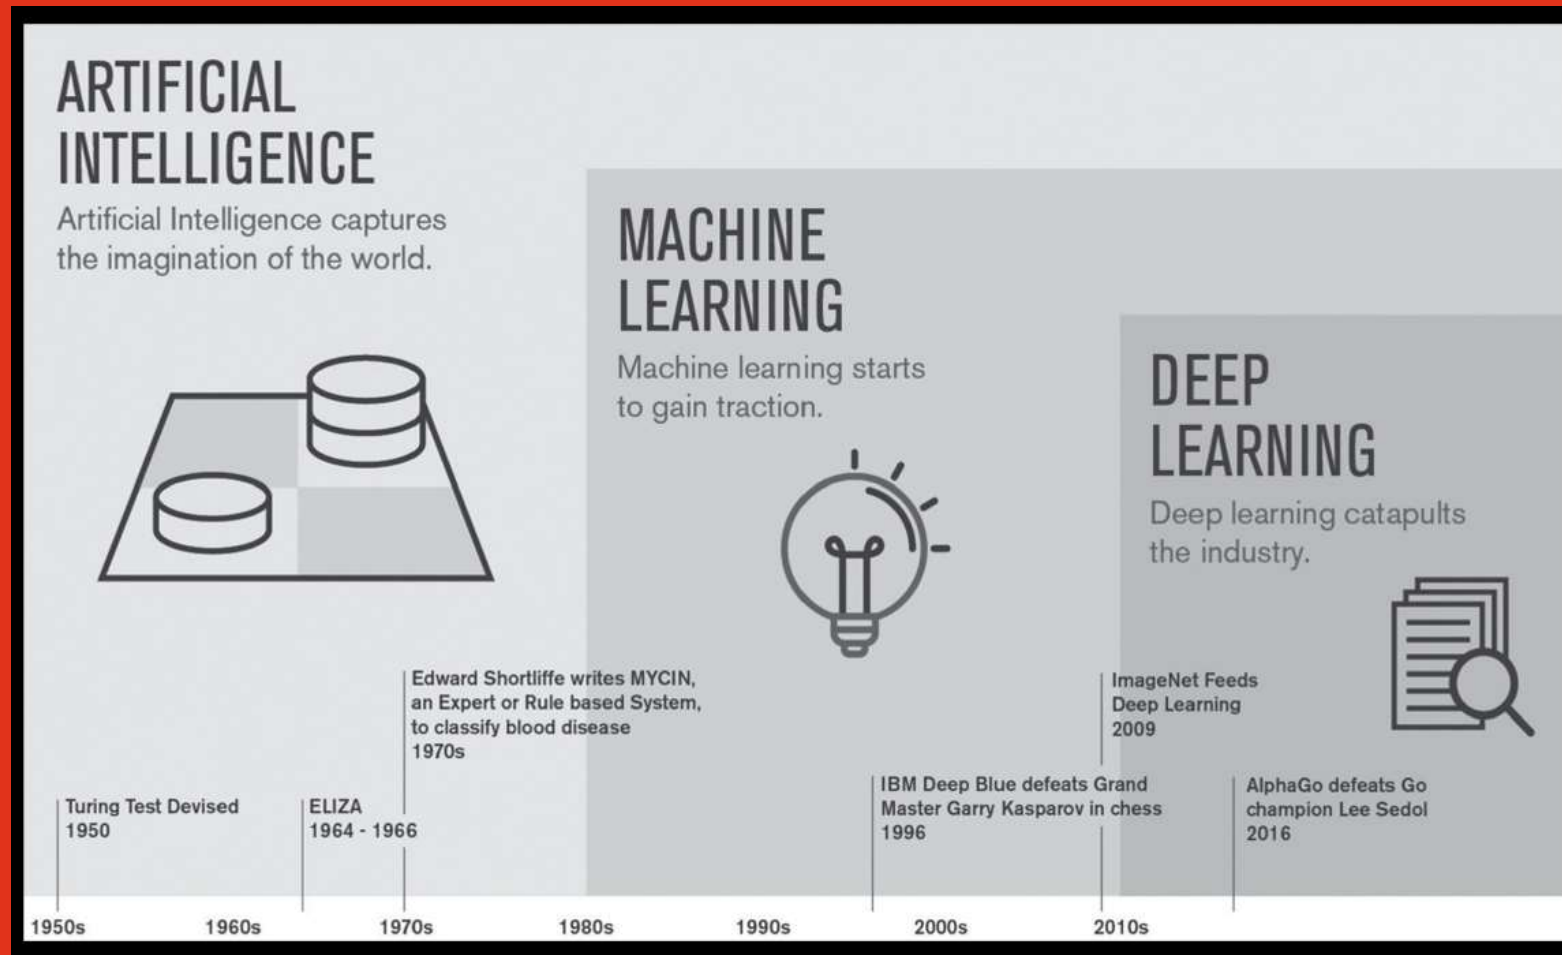 ARTIFICIAL
INTELLIGENCE
Artificial Intelligence captures
the imagination of the world.
MACHINE
LEARNING
Machine learning starts
to gain traction.
DEEP
LEARNING
Deep learning catapults
the industry.
Edward Shortliffe writes MYCIN,
an Expert or Rule based System,
to classify blood disease
1970s
ImageNet Feeds
Deep Learning
2009
Turing Test Devised
1950
ELIZA
1964 - 1966
IBM Deep Blue defeats Grand
Master Garry Kasparov in chess
1996
AlphaGo defeats Go
champion Lee Sedol
2016
1950s
1960s
1970s
1980s
1990s
2000s
2010s